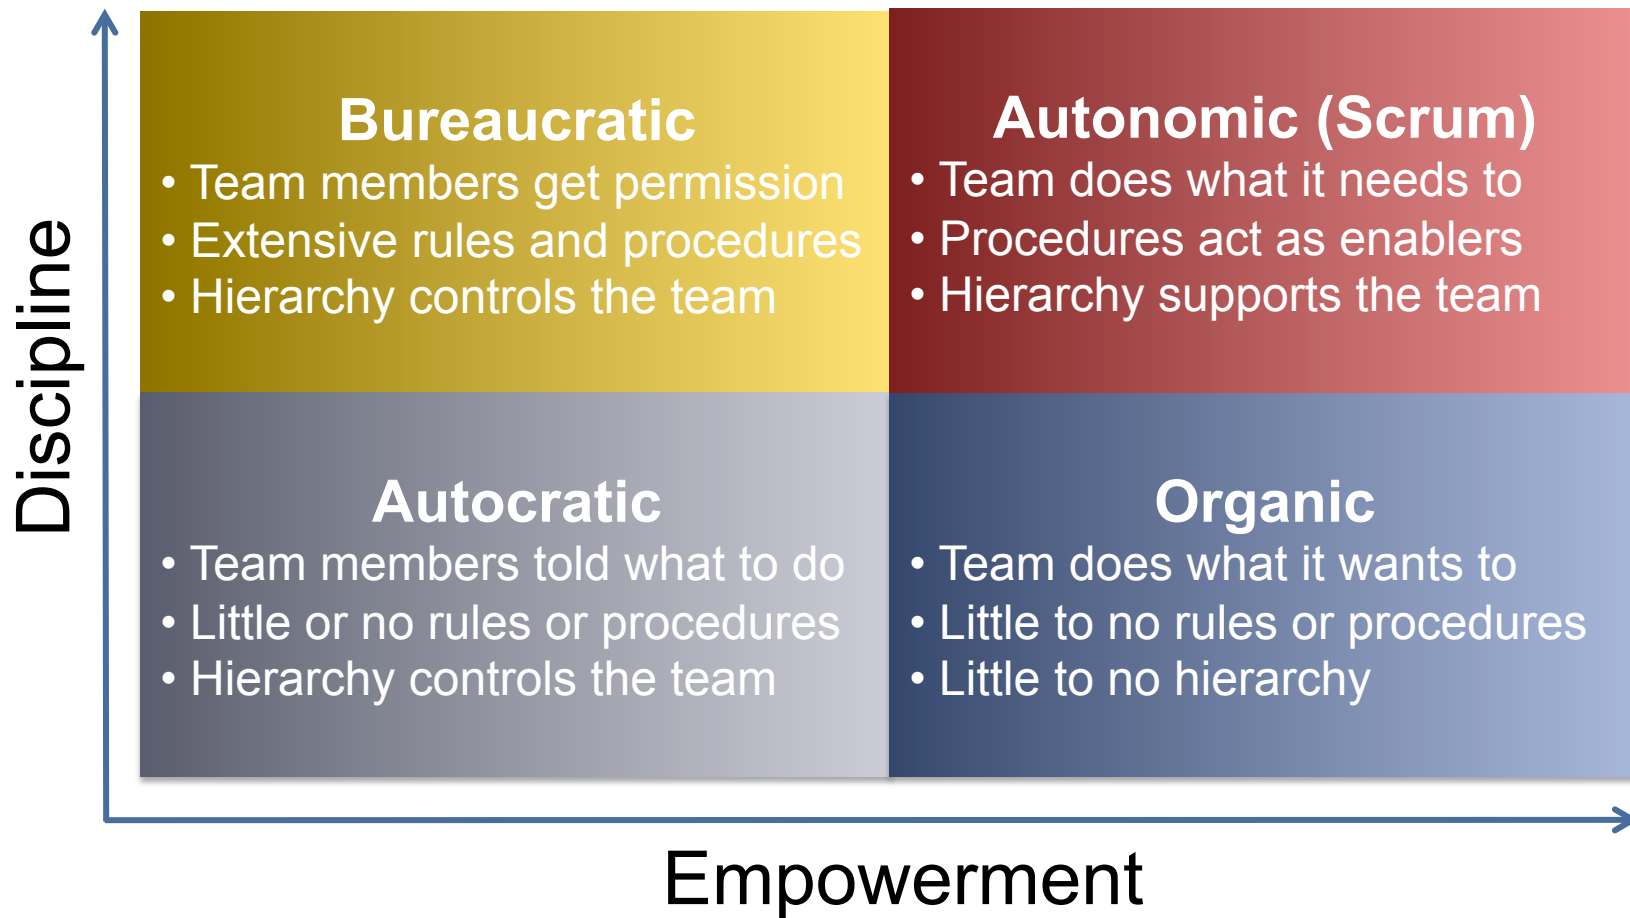 Discipline
Bureaucratic
• Team members get permission
• Extensive rules and procedures
• Hierarchy controls the team
Autonomic (Scrum)
• Team does what it needs to
• Procedures act as enablers
• Hierarchy supports the team
Autocratic
• Team members told what to do
• Little or no rules or procedures
• Hierarchy controls the team
Organic
• Team does what it wants to
• Little to no rules or procedures
• Little to no hierarchy
Empowerment